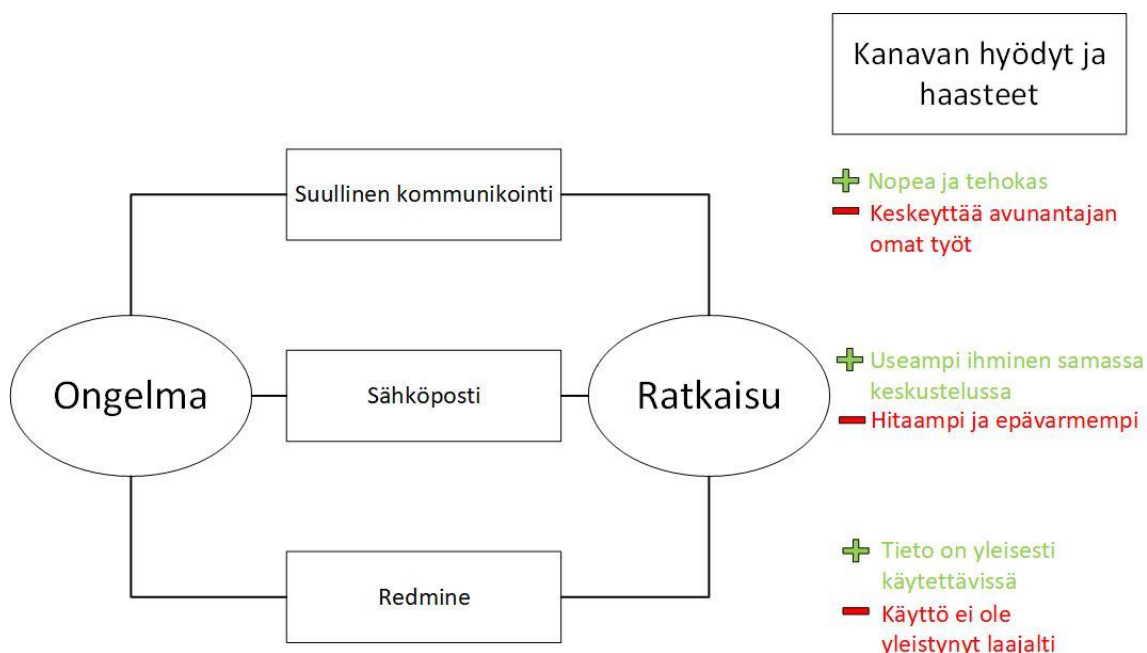 Kanavan hyödyt ja
haasteet
Suullinen kommunikointi
Nopea ja tehokas
Keskeyttää avunantajan
omat työt
Ongelma
Sähköposti
Ratkaisu
Useampi ihminen samassa
keskustelussa
Hitaampi ja epävarmempi
Redmine
Tieto on yleisesti
käytettävissä
Käyttö ei ole
yleistynyt laajalti